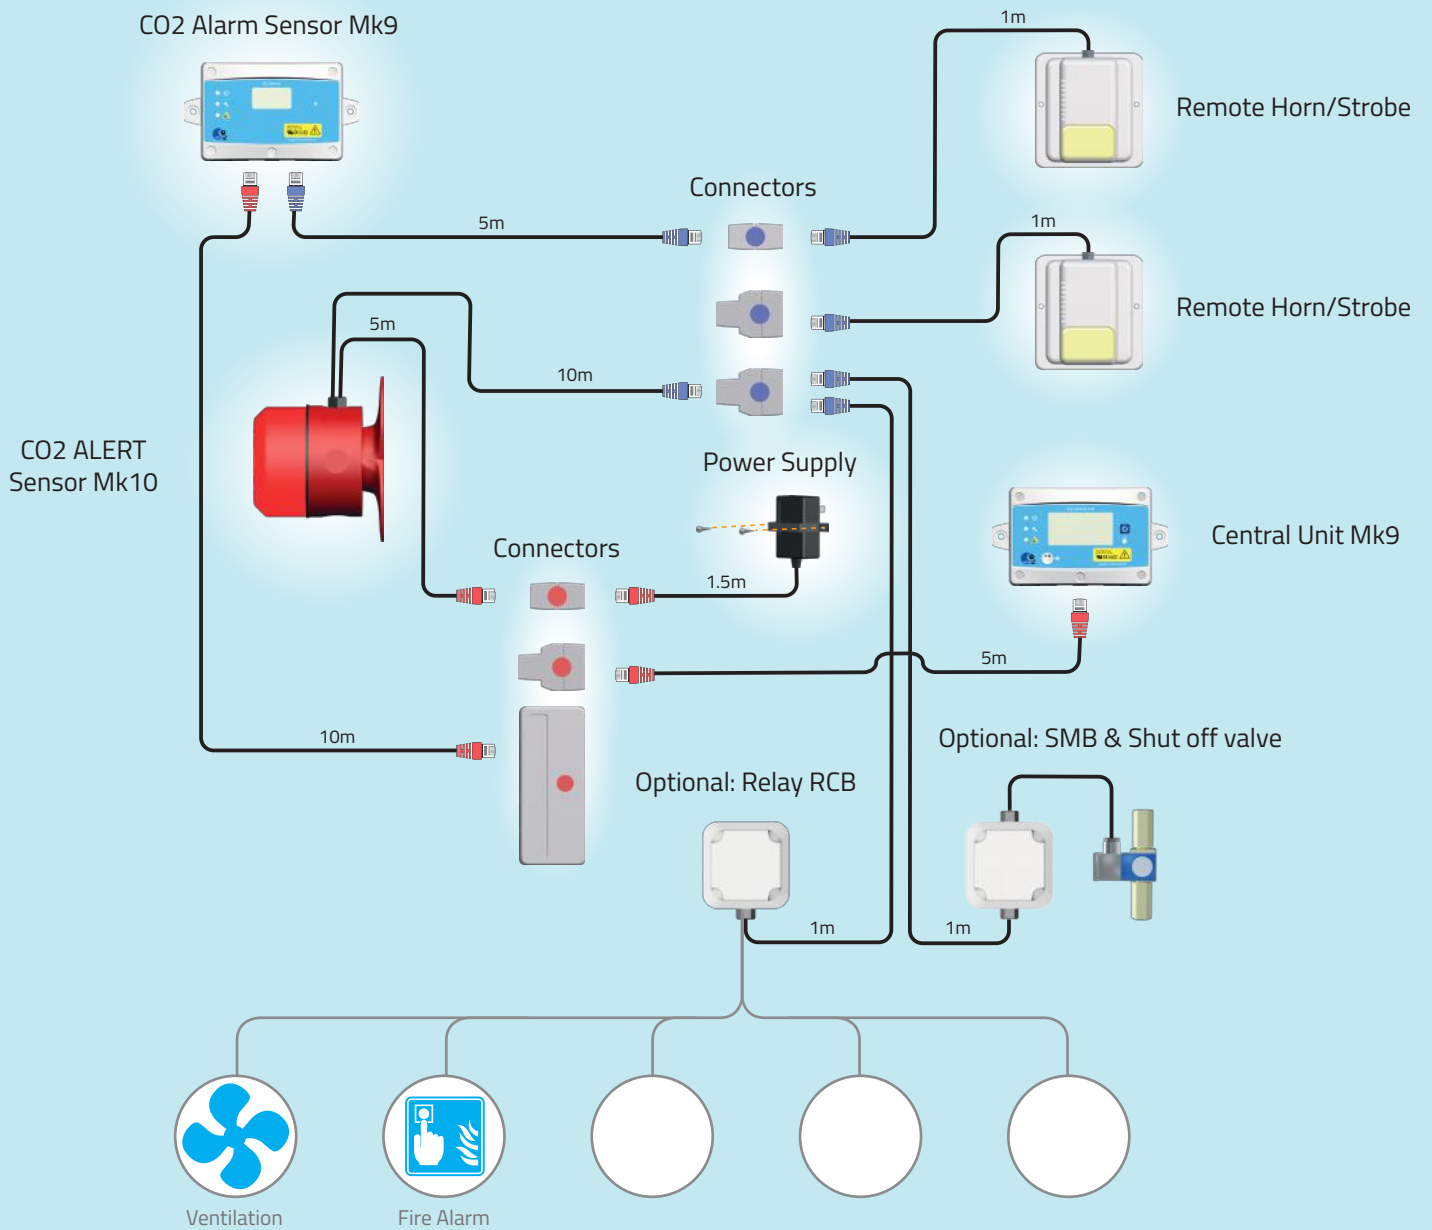 CO2 Alarm Sensor Mk9
1m
Remote Horn/Strobe
Connectors
5m
1m
Remote Horn/Strobe
5m
10m
CO2 ALERT
Sensor Mk10
Power Supply
Central Unit Mk9
Connectors
1.5m
5m
10m
Optional: SMB & Shut off valve
Optional: Relay RCB
1m
1m
Ventilation
Fire Alarm